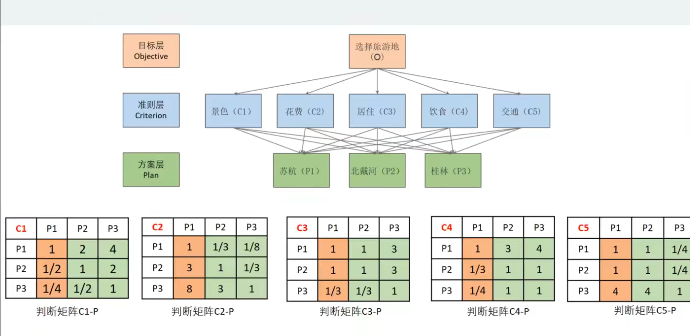 目标层
Objective
选择旅游地
(O)
准则层
Criterion
景色（C1）
花费（C2）
居住（C3）
饮食（C4）
交通（C5）
方案层
Plan
苏杭（P1）
北戴河（P2）
桂林（P3）
C1 P1 P2 P3
P1 1 2 4
P2 1/2 1 2
P3 1/4 1/2 1
判断矩阵C1-P
C2 P1 P2 P3
P1 1 1/3 1/8
P2 3 1 1/3
P3 8 3 1
判断矩阵C2-P
C3 P1 P2 P3
P1 1 1 3
P2 1 1 3
P3 1/3 1/3 1
判断矩阵C3-P
C4 P1 P2 P3
P1 1 3 4
P2 1/3 1 1
P3 1/4 1 1
判断矩阵C4-P
C5 P1 P2 P3
P1 1 1 1/4
P2 1 1 1/4
P3 4 4 1
判断矩阵C5-P